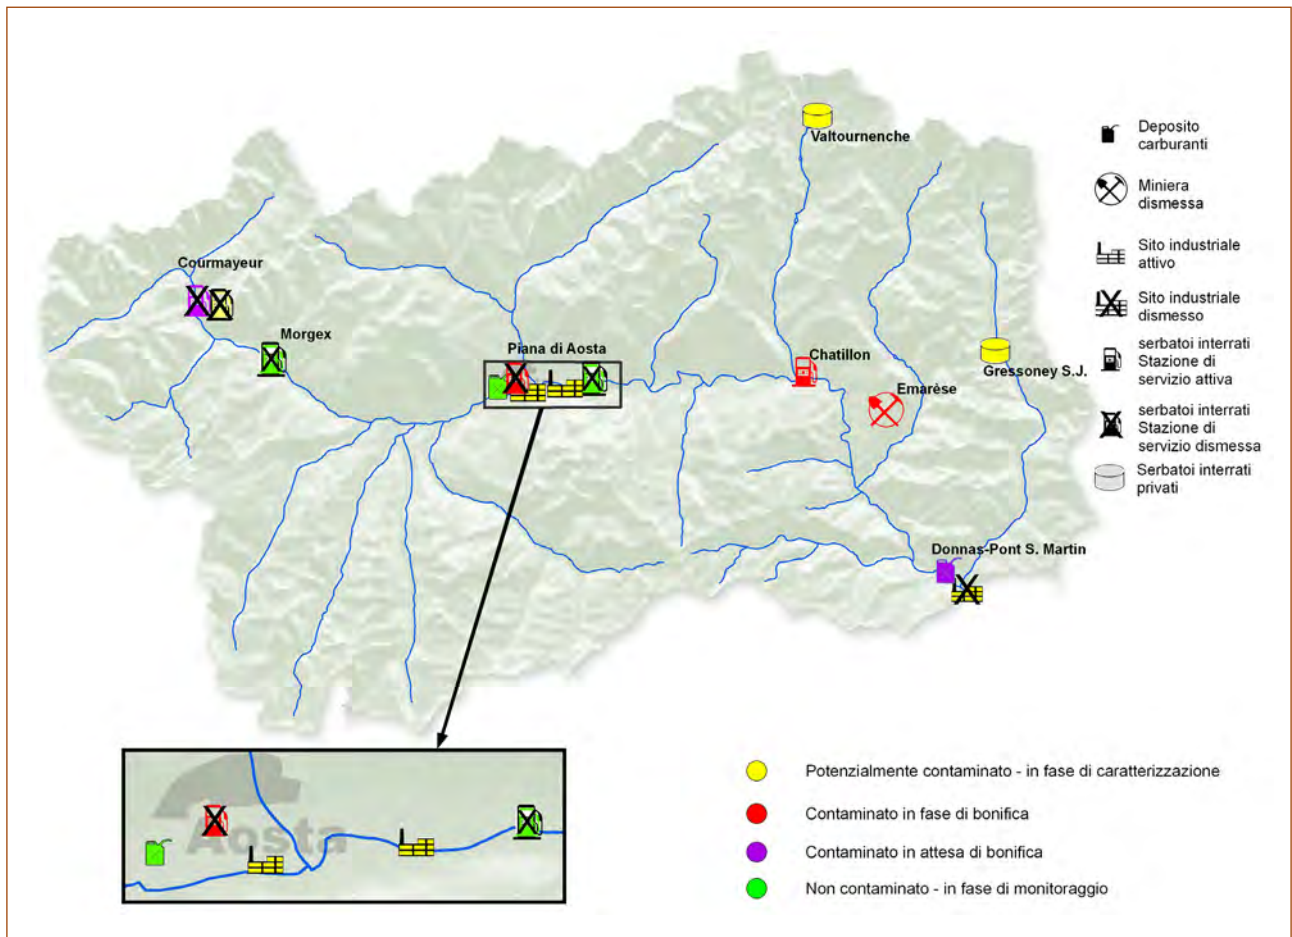 Valtournenche
Courmayeur
Morgex
Piana di Aosta
Chatillon
Emarèse
Gressoney S.J.
Donnas-Pont S. Martin
Deposito
carburanti
Miniera
dismessa
Sito industriale
attivo
Sito industriale
dismesso
serbatoi interrati
Stazione di
servizio attiva
serbatoi interrati
Stazione di
servizio dismessa
Serbatoi interrati
privati
Aosta
Potenzialmente contaminato - in fase di caratterizzazione
Contaminato in fase di bonifica
Contaminato in attesa di bonifica
Non contaminato - in fase di monitoraggio